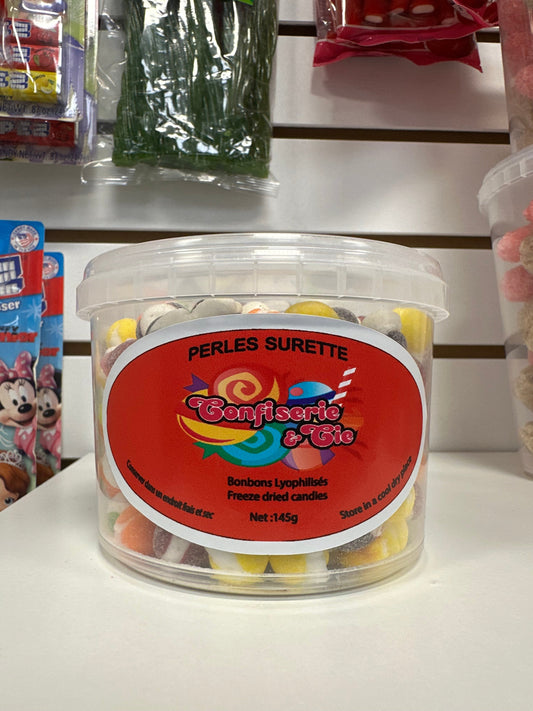 PERLES SURETTE
Confiserie
& Cie
Bonbons Lyophilisés
Freeze dried candies
Net :145g
Conserver dans un endroit frais et sec
Store in a cool dry place